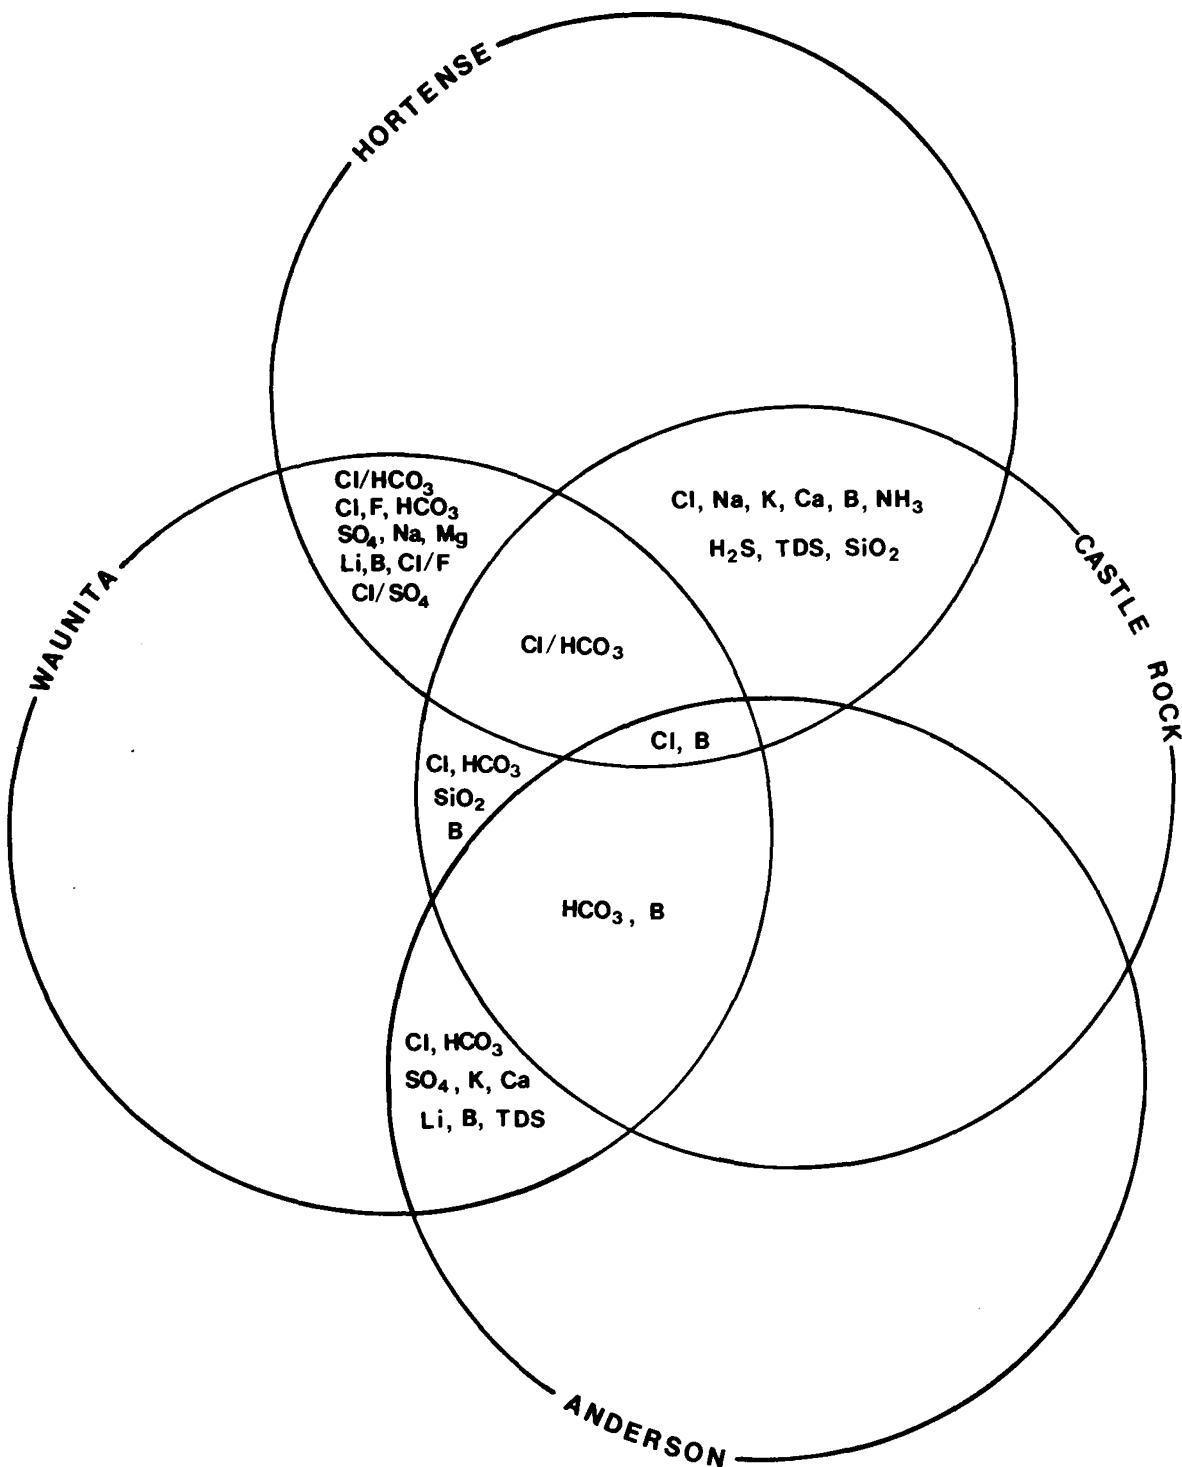 HORTENSE
Cl/HCO₃
Cl, F, HCO₃
SO₄, Na, Mg
Li, B, Cl/F
Cl/SO₄
Cl, Na, K, Ca, B, NH₃
H₂S, TDS, SiO₂
CASTLE ROCK
WAUNITA
Cl/HCO₃
Cl, B
Cl, HCO₃
SiO₂
B
HCO₃, B
Cl, HCO₃
SO₄, K, Ca
Li, B, TDS
ANDERSON